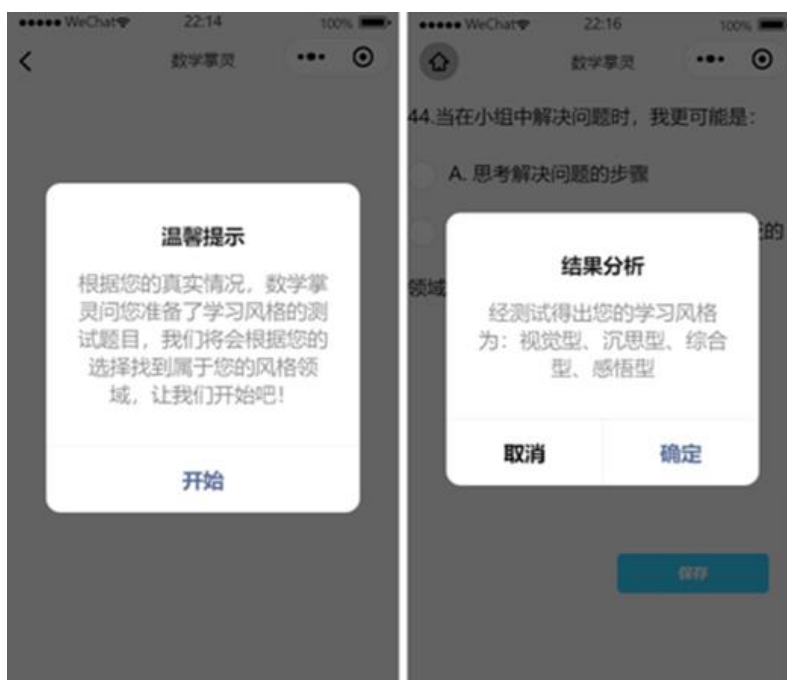 WeChat 22:14 100%
数学掌灵
温馨提示
根据您的真实情况，数学掌
灵问您准备了学习风格的测
试题目，我们将会根据您的
选择找到属于您的风格领
域，让我们开始吧！
开始
WeChat 22:16 100%
数学掌灵
44.当在小组中解决问题时，我更可能是：
A. 思考解决问题的步骤
的
领域
结果分析
经测试得出您的学习风格
为：视觉型、沉思型、综合
型、感悟型
取消 确定
保存